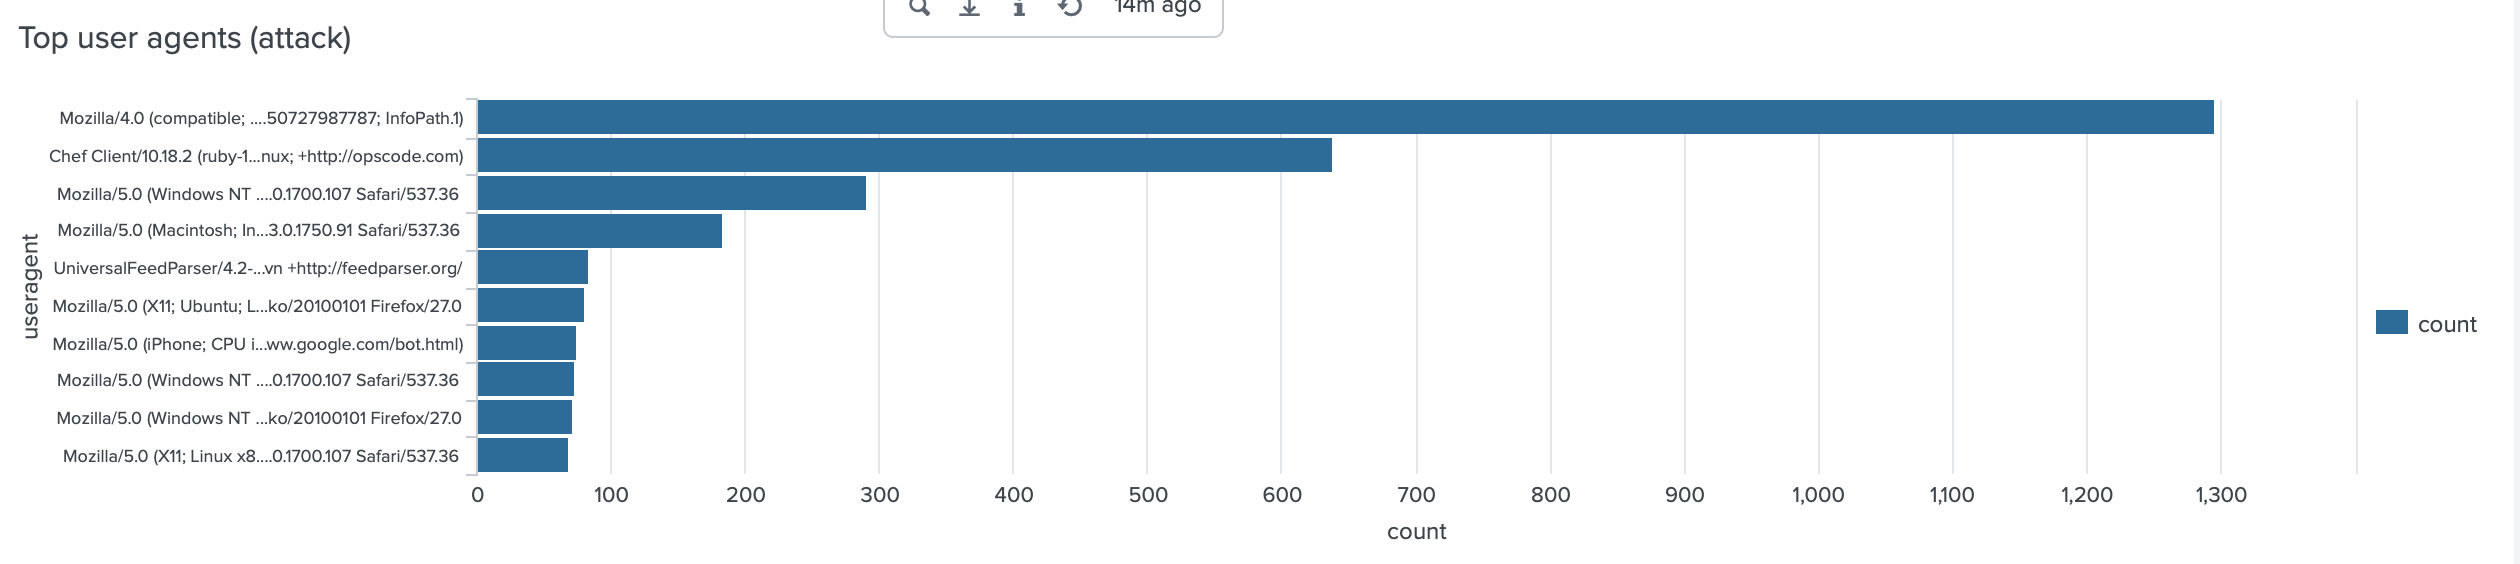 14m ago
Top user agents (attack)
Mozilla/4.0 (compatible; ....50727987787; InfoPath.1)
Chef Client/10.18.2 (ruby-1...nux; +http://opscode.com)
Mozilla/5.0 (Windows NT ....0.1700.107 Safari/537.36
Mozilla/5.0 (Macintosh; In...3.0.1750.91 Safari/537.36
UniversalFeedParser/4.2-...vn +http://feedparser.org/
Mozilla/5.0 (X11; Ubuntu; L...ko/20100101 Firefox/27.0
Mozilla/5.0 (iPhone; CPU i...ww.google.com/bot.html)
Mozilla/5.0 (Windows NT ....0.1700.107 Safari/537.36
Mozilla/5.0 (Windows NT ...ko/20100101 Firefox/27.0
Mozilla/5.0 (X11; Linux x8....0.1700.107 Safari/537.36
useragent
0 100 200 300 400 500 600 700 800 900 1,000 1,100 1,200 1,300
count
count